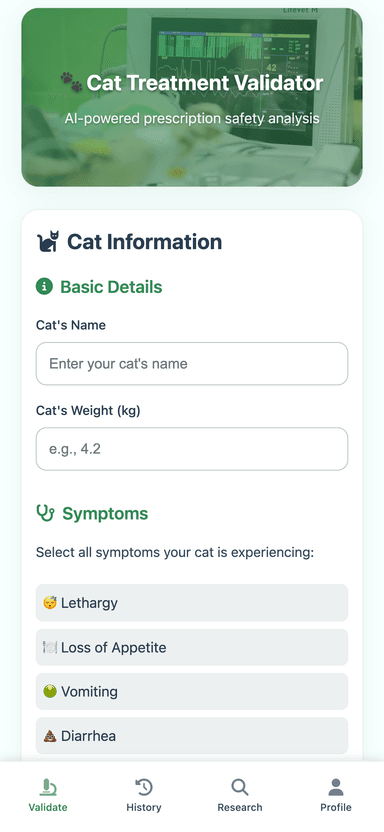 Litevet M
42
Cat Treatment Validator
AI-powered prescription safety analysis
Cat Information
Basic Details
Cat's Name
Enter your cat's name
Cat's Weight (kg)
e.g., 4.2
Symptoms
Select all symptoms your cat is experiencing:
Lethargy
Loss of Appetite
Vomiting
Diarrhea
Validate
History
Research
Profile